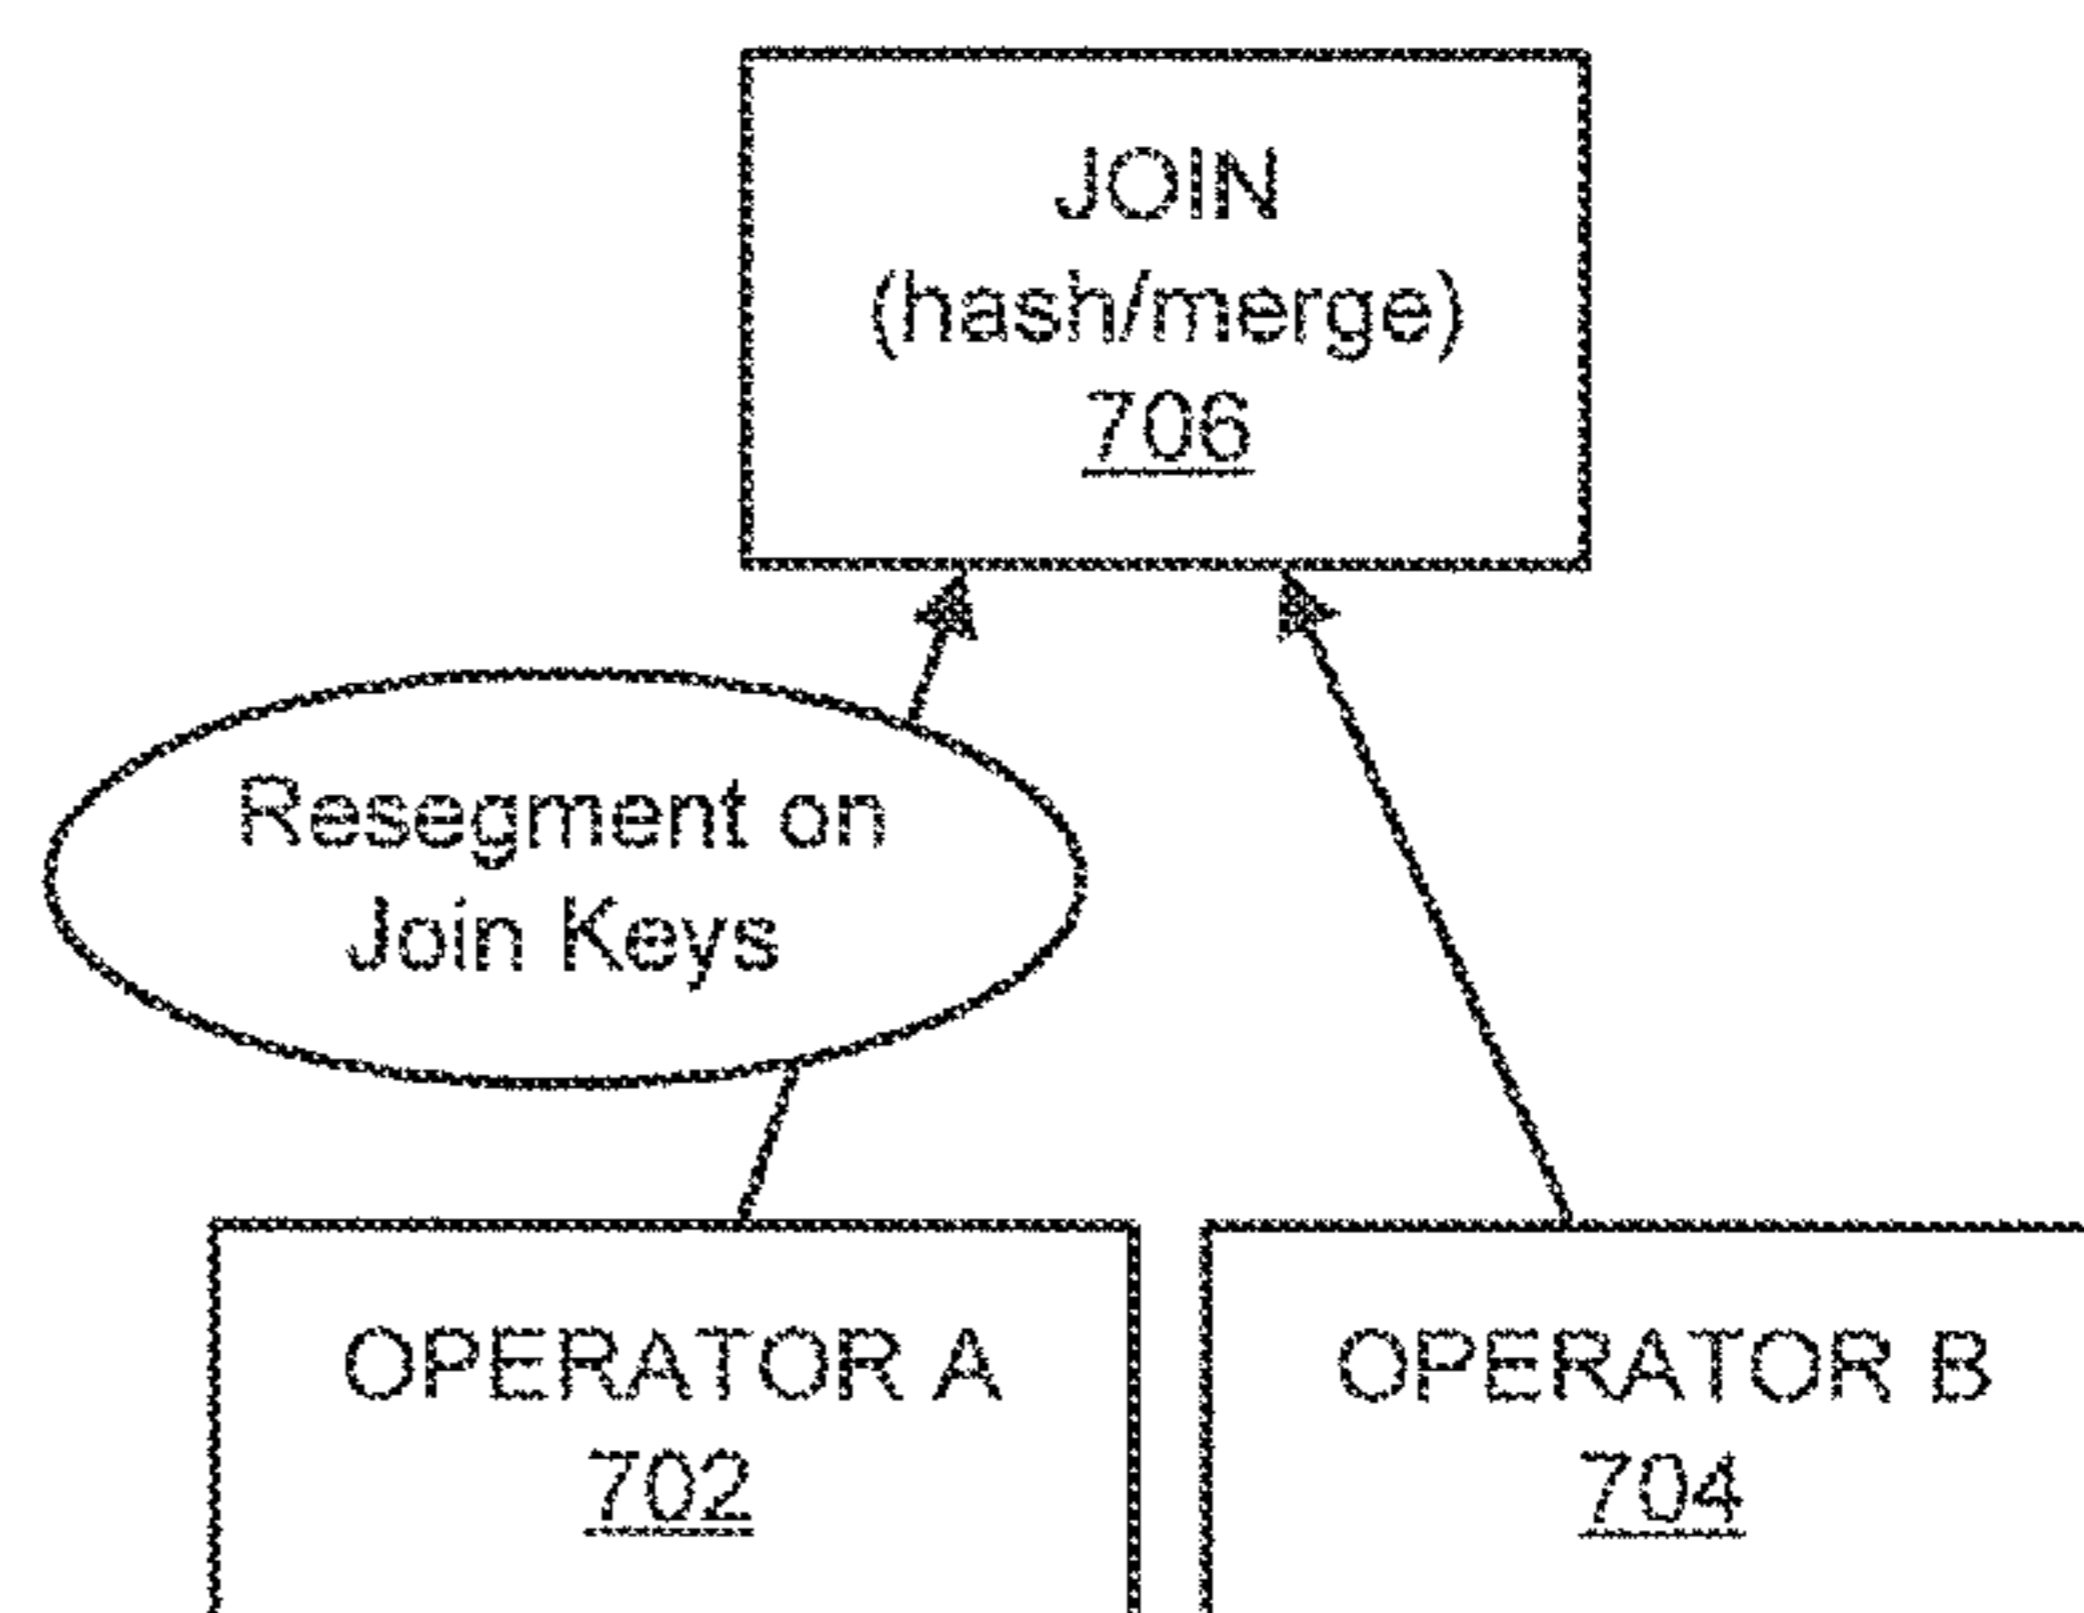 JOIN
(hash/merge)
706
Resegment on
Join Keys
OPERATOR A
702
OPERATOR B
704